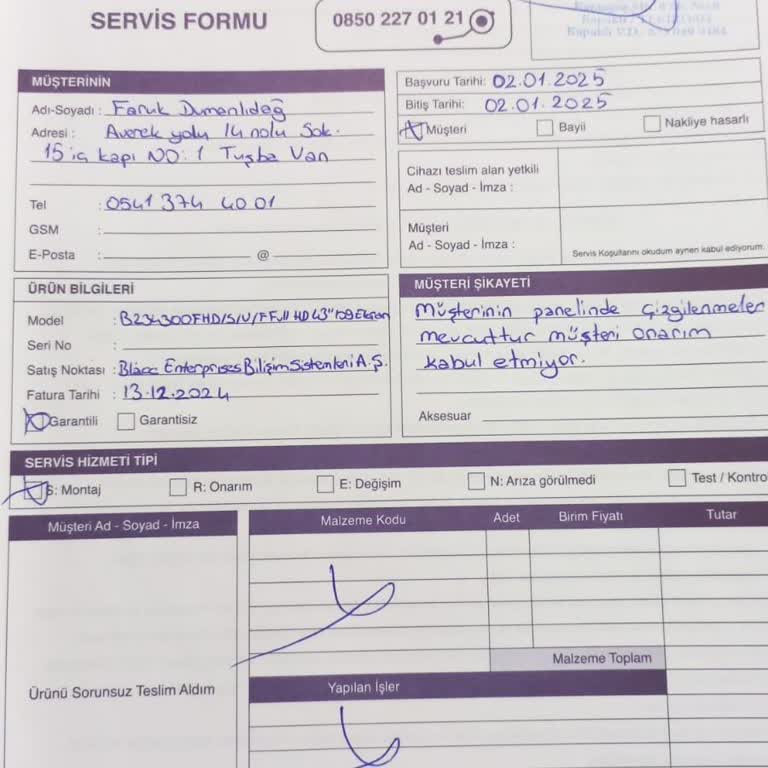 SERVİS FORMU
0850 227 01 21
MÜŞTERİNİN
Adı-Soyadı : Faruk Dumanlıdağ
Adresi : Averek yolu 14 nolu Sok.
15 iç kapı NO: 1 Tuşba Van
Tel : 0541 374 40 01
GSM :
E-Posta : @
Başvuru Tarihi: 02.01.2025
Bitiş Tarihi: 02.01.2025
Müşteri Bayii Nakliye hasarlı
Cihazı teslim alan yetkili
Ad - Soyad - İmza :
Müşteri
Ad - Soyad - İmza :
Servis Koşullarını okudum aynen kabul ediyorum.
ÜRÜN BİLGİLERİ
Model : B234300FHD/S/V/F Full HD 43" 109 Ekran
Seri No :
Satış Noktası : Enterprises Bilişim Sistemleri A.Ş.
Fatura Tarihi : 13.12.2024
Garantili Garantisiz
MÜŞTERİ ŞİKAYETİ
Müşterinin panelinde çizgilenmeler
mevcuttur müşteri onarım
kabul etmiyor.
Aksesuar
SERVİS HİZMETİ TİPİ
S: Montaj R: Onarım E: Değişim N: Arıza görülmedi Test / Kontro
Müşteri Ad - Soyad - İmza
Malzeme Kodu Adet Birim Fiyatı Tutar
Malzeme Toplam
Ürünü Sorunsuz Teslim Aldım
Yapılan İşler